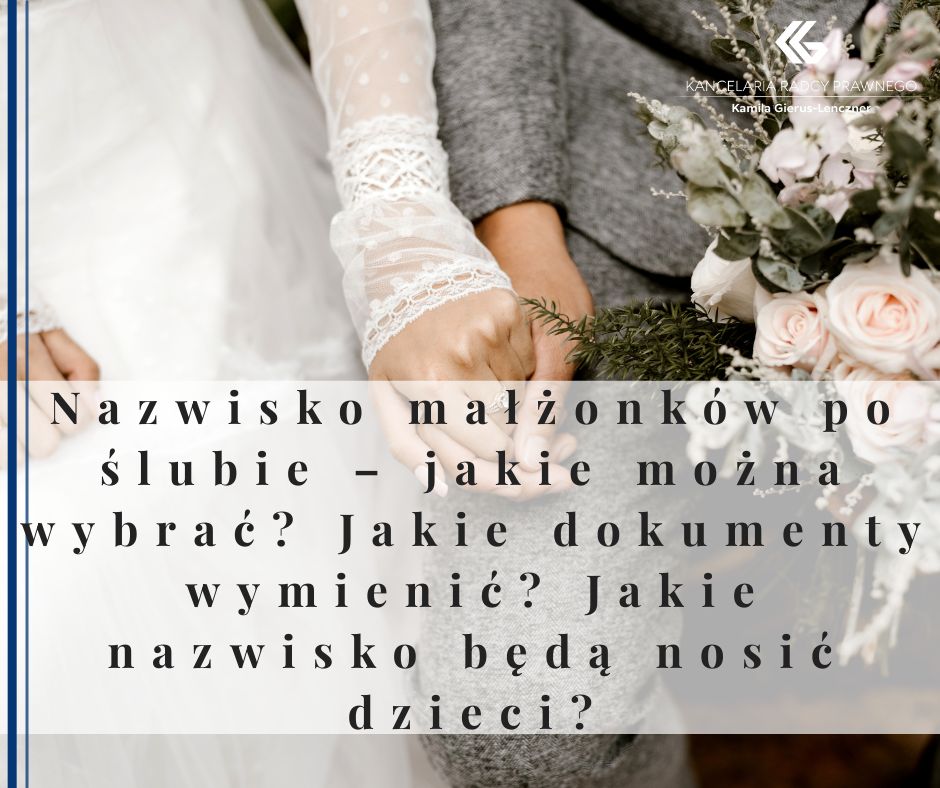 KANCELARIA RADCY PRAWNEGO
Kamila Gierus-Lenczner
Nazwisko małżonków po
ślubie – jakie można
wybrać? Jakie dokumenty
wymienić? Jakie
nazwisko będą nosić
dzieci?